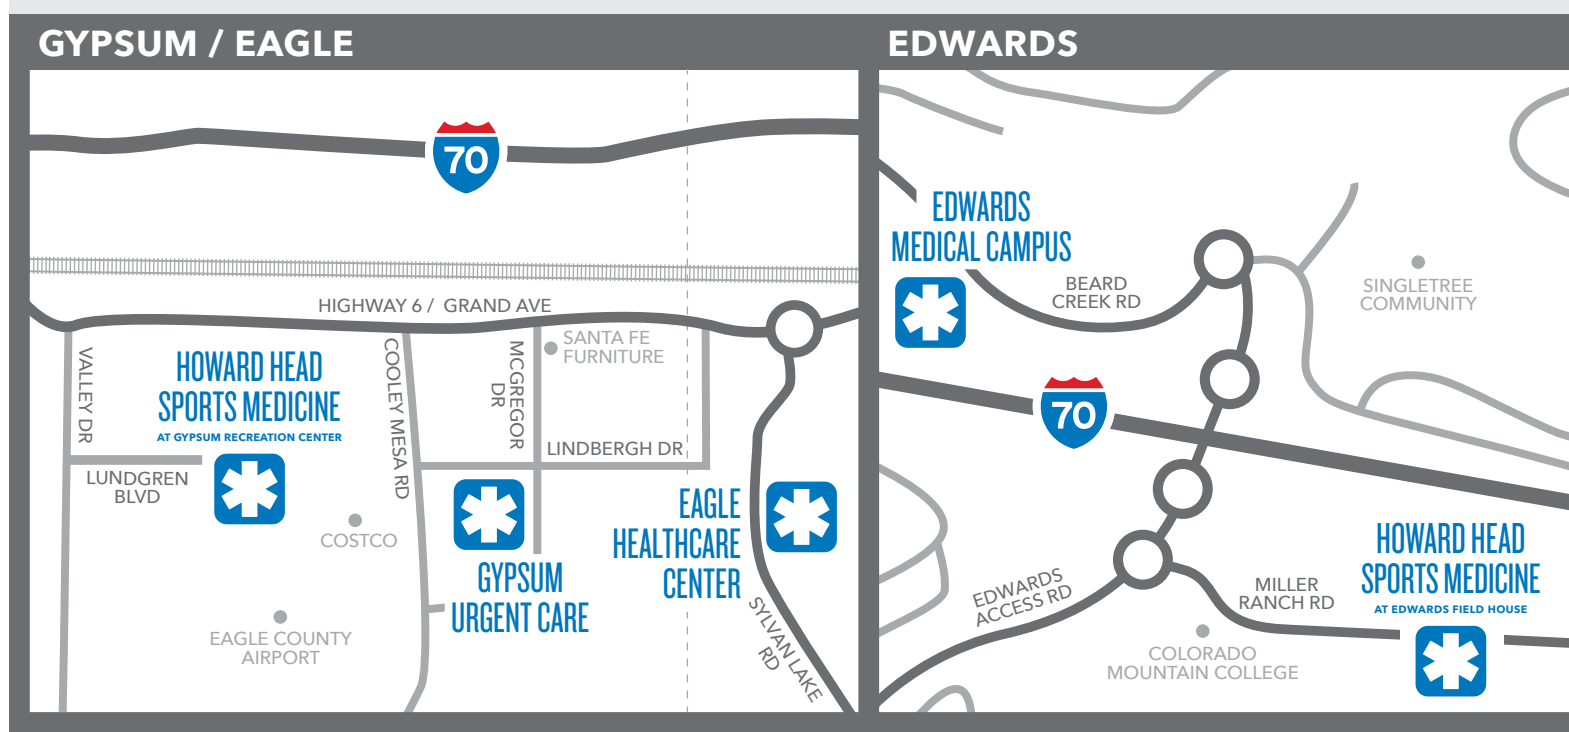 GYPSUM / EAGLE
70
HIGHWAY 6 / GRAND AVE
VALLEY DR
HOWARD HEAD
SPORTS MEDICINE
AT GYPSUM RECREATION CENTER
LUNDGREN
BLVD
COOLEY MESA RD
MCGREGOR
DR
SANTA FE
FURNITURE
LINDBERGH DR
COSTCO
EAGLE COUNTY
AIRPORT
GYPSUM
URGENT CARE
EAGLE
HEALTHCARE
CENTER
SYLVAN LAKE
RD
EDWARDS
EDWARDS
MEDICAL CAMPUS
BEARD
CREEK RD
SINGLETREE
COMMUNITY
70
EDWARDS
ACCESS RD
MILLER
RANCH RD
HOWARD HEAD
SPORTS MEDICINE
AT EDWARDS FIELD HOUSE
COLORADO
MOUNTAIN COLLEGE